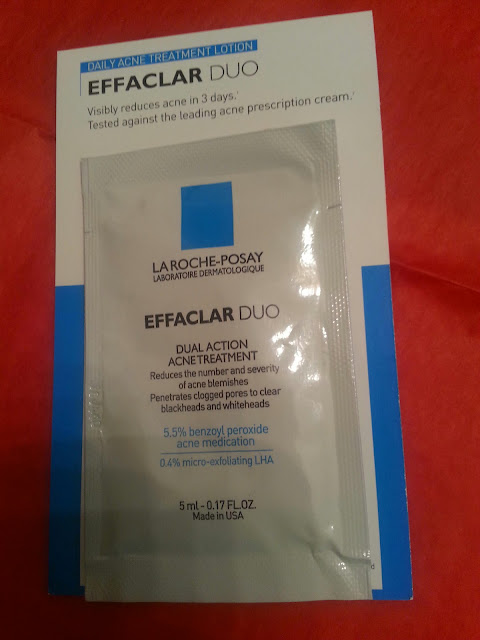 DAILY ACNE TREATMENT LOTION
EFFACLAR DUO
Visibly reduces acne in 3 days.¹
Tested against the leading acne prescription cream.¹
LA ROCHE-POSAY
LABORATOIRE DERMATOLOGIQUE
EFFACLAR DUO
DUAL ACTION
ACNE TREATMENT
Reduces the number and severity
of acne blemishes
Penetrates clogged pores to clear
blackheads and whiteheads
5.5% benzoyl peroxide
acne medication
0.4% micro-exfoliating LHA
5 ml - 0.17 FL.OZ.
Made in USA